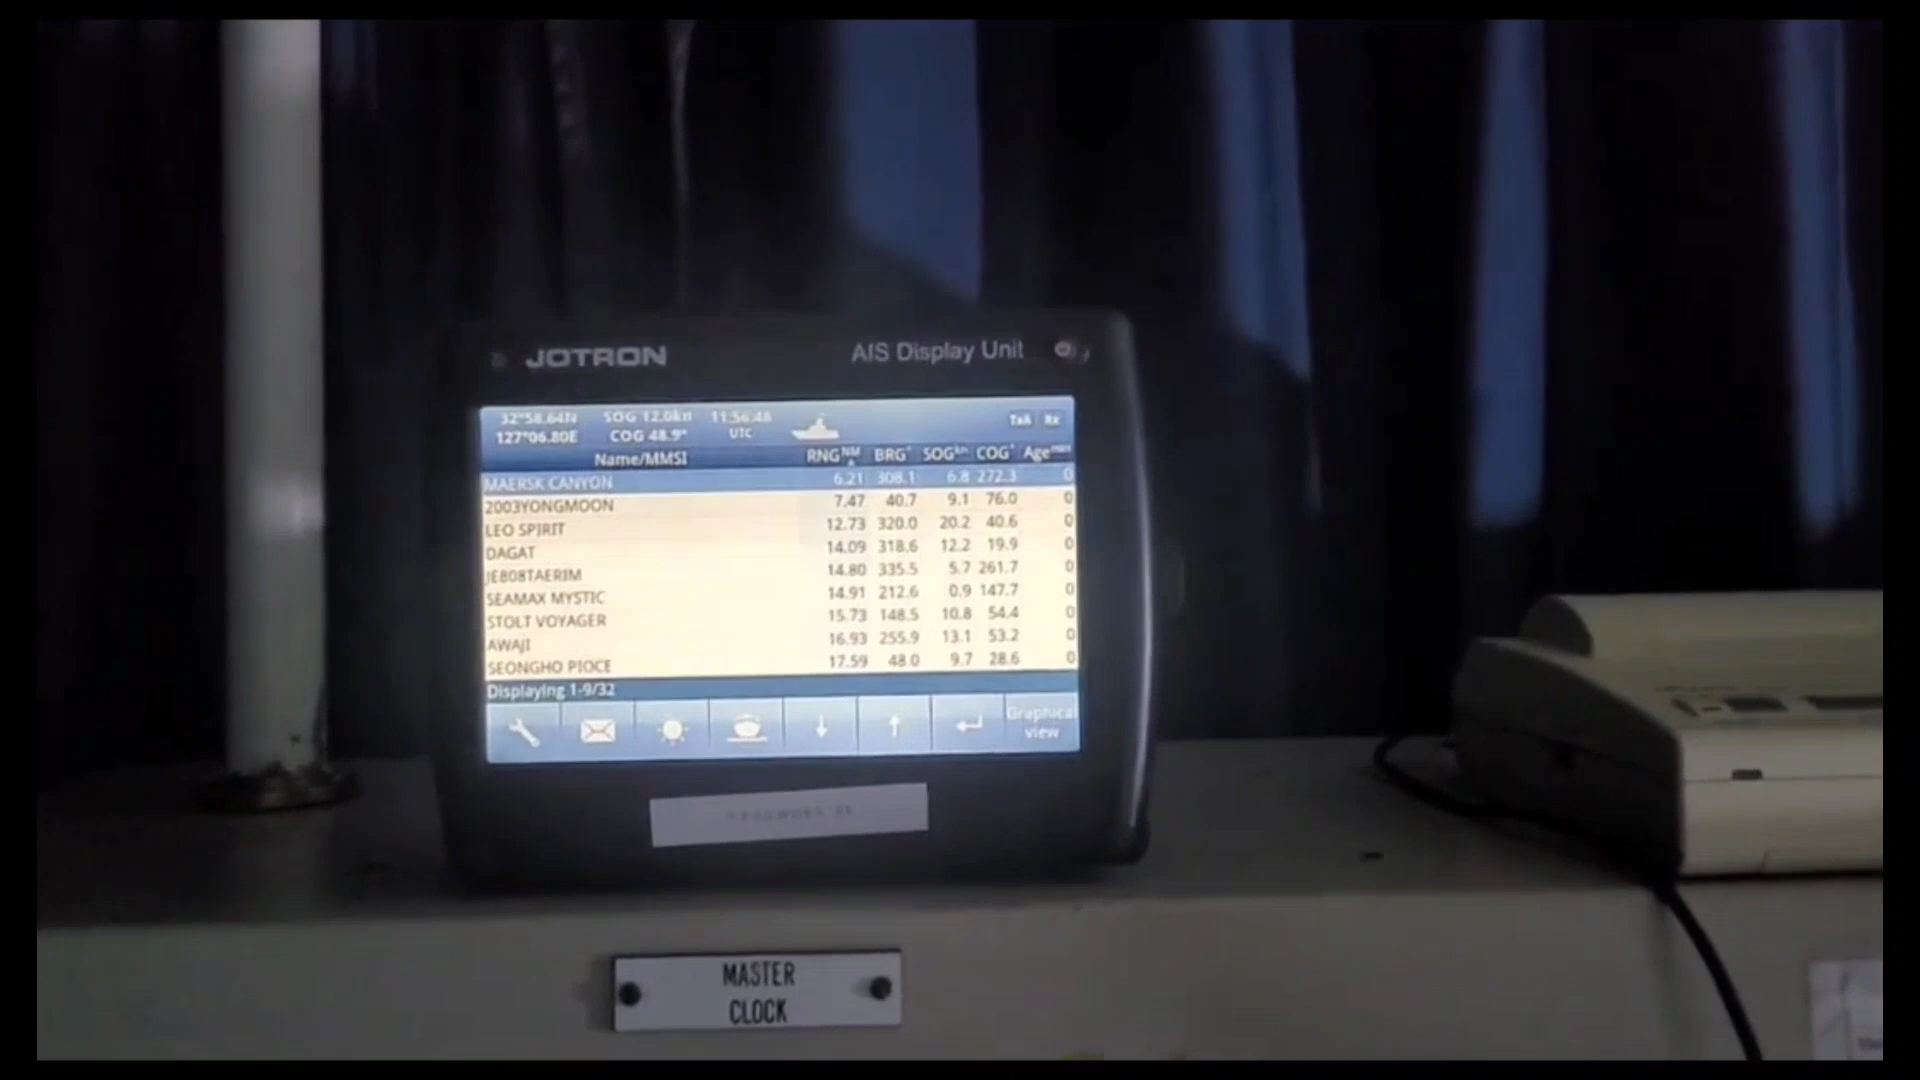 JOTRON AIS Display Unit
32°58.64N SOG 12.0kn 11:56:48 TxA Rx
127°06.80E COG 48.9° UTC
Name/MMSI RNG NM BRG° SOG kn COG° Age min
MAERSK CANYON 6.21 308.1 6.8 272.3 0
2003YONGMOON 7.47 40.7 9.1 76.0 0
LEO SPIRIT 12.73 320.0 20.2 40.6 0
DAGAT 14.09 318.6 12.2 19.9 0
JE808TAERIM 14.80 335.5 5.7 261.7 0
SEAMAX MYSTIC 14.91 212.6 0.9 147.7 0
STOLT VOYAGER 15.73 148.5 10.8 54.4 0
AWAJI 16.93 255.9 13.1 53.2 0
SEONGHO PIOCE 17.59 48.0 9.7 28.6 0
Displaying 1-9/32
Graphical
view
MASTER
CLOCK